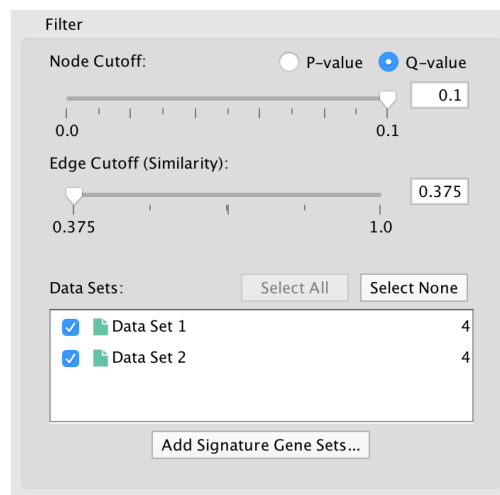 Filter
Node Cutoff: P-value Q-value
0.1
0.0 0.1
Edge Cutoff (Similarity):
0.375
0.375 1.0
Data Sets: Select All Select None
Data Set 1 4
Data Set 2 4
Add Signature Gene Sets...